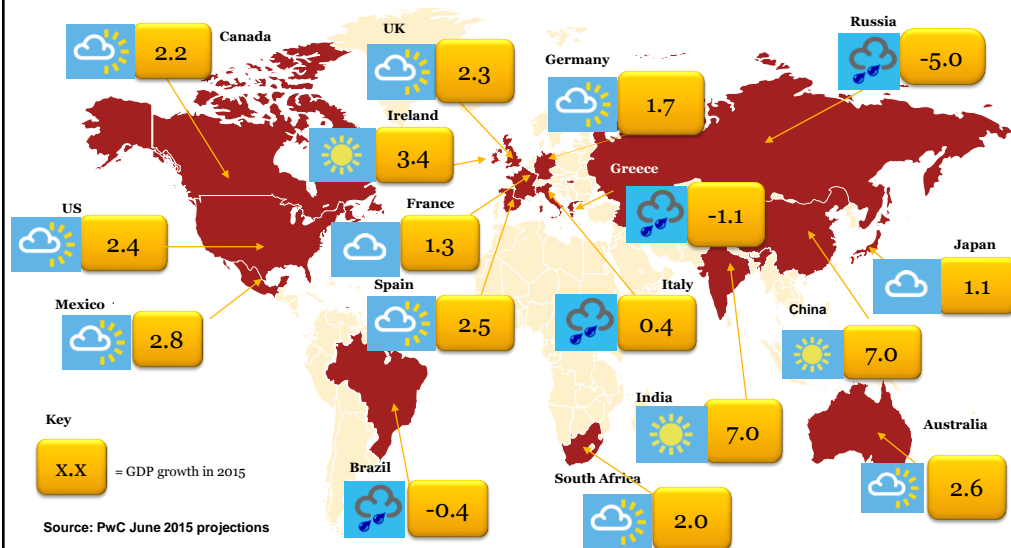 Canada
2.2
UK
2.3
Germany
1.7
Russia
-5.0
Ireland
3.4
Greece
-1.1
US
2.4
France
1.3
Japan
1.1
Mexico
2.8
Spain
2.5
Italy
0.4
China
7.0
India
7.0
Australia
2.6
Key
x.x = GDP growth in 2015
Brazil
-0.4
South Africa
2.0
Source: PwC June 2015 projections